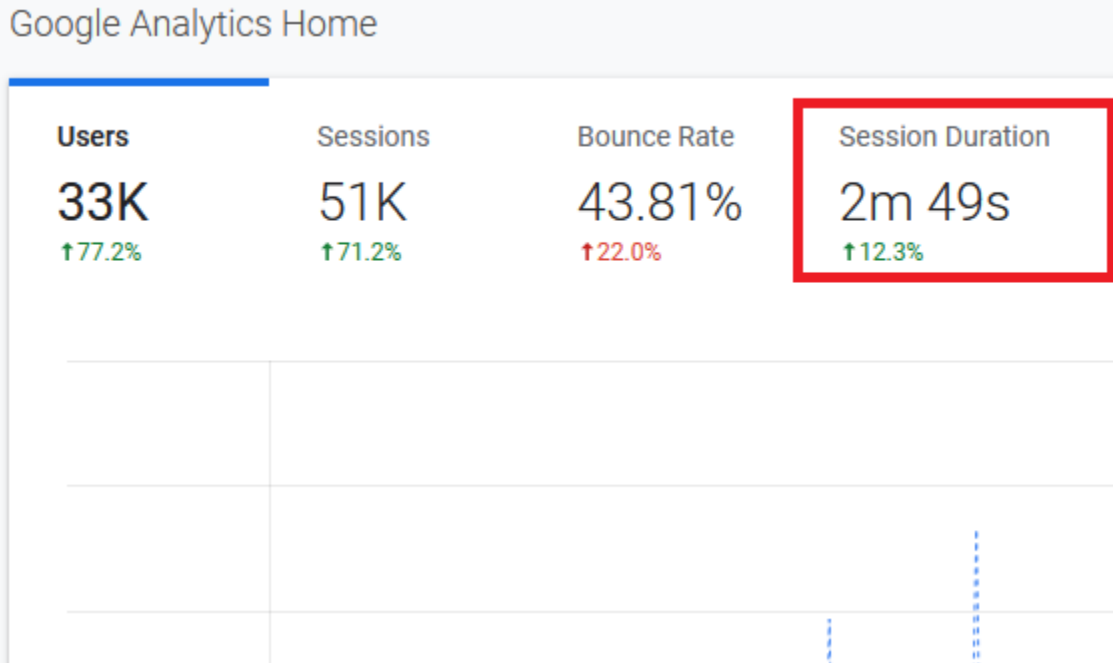 Google Analytics Home
Users Sessions Bounce Rate Session Duration
33K 51K 43.81% 2m 49s
↑77.2% ↑71.2% ↑22.0% ↑12.3%